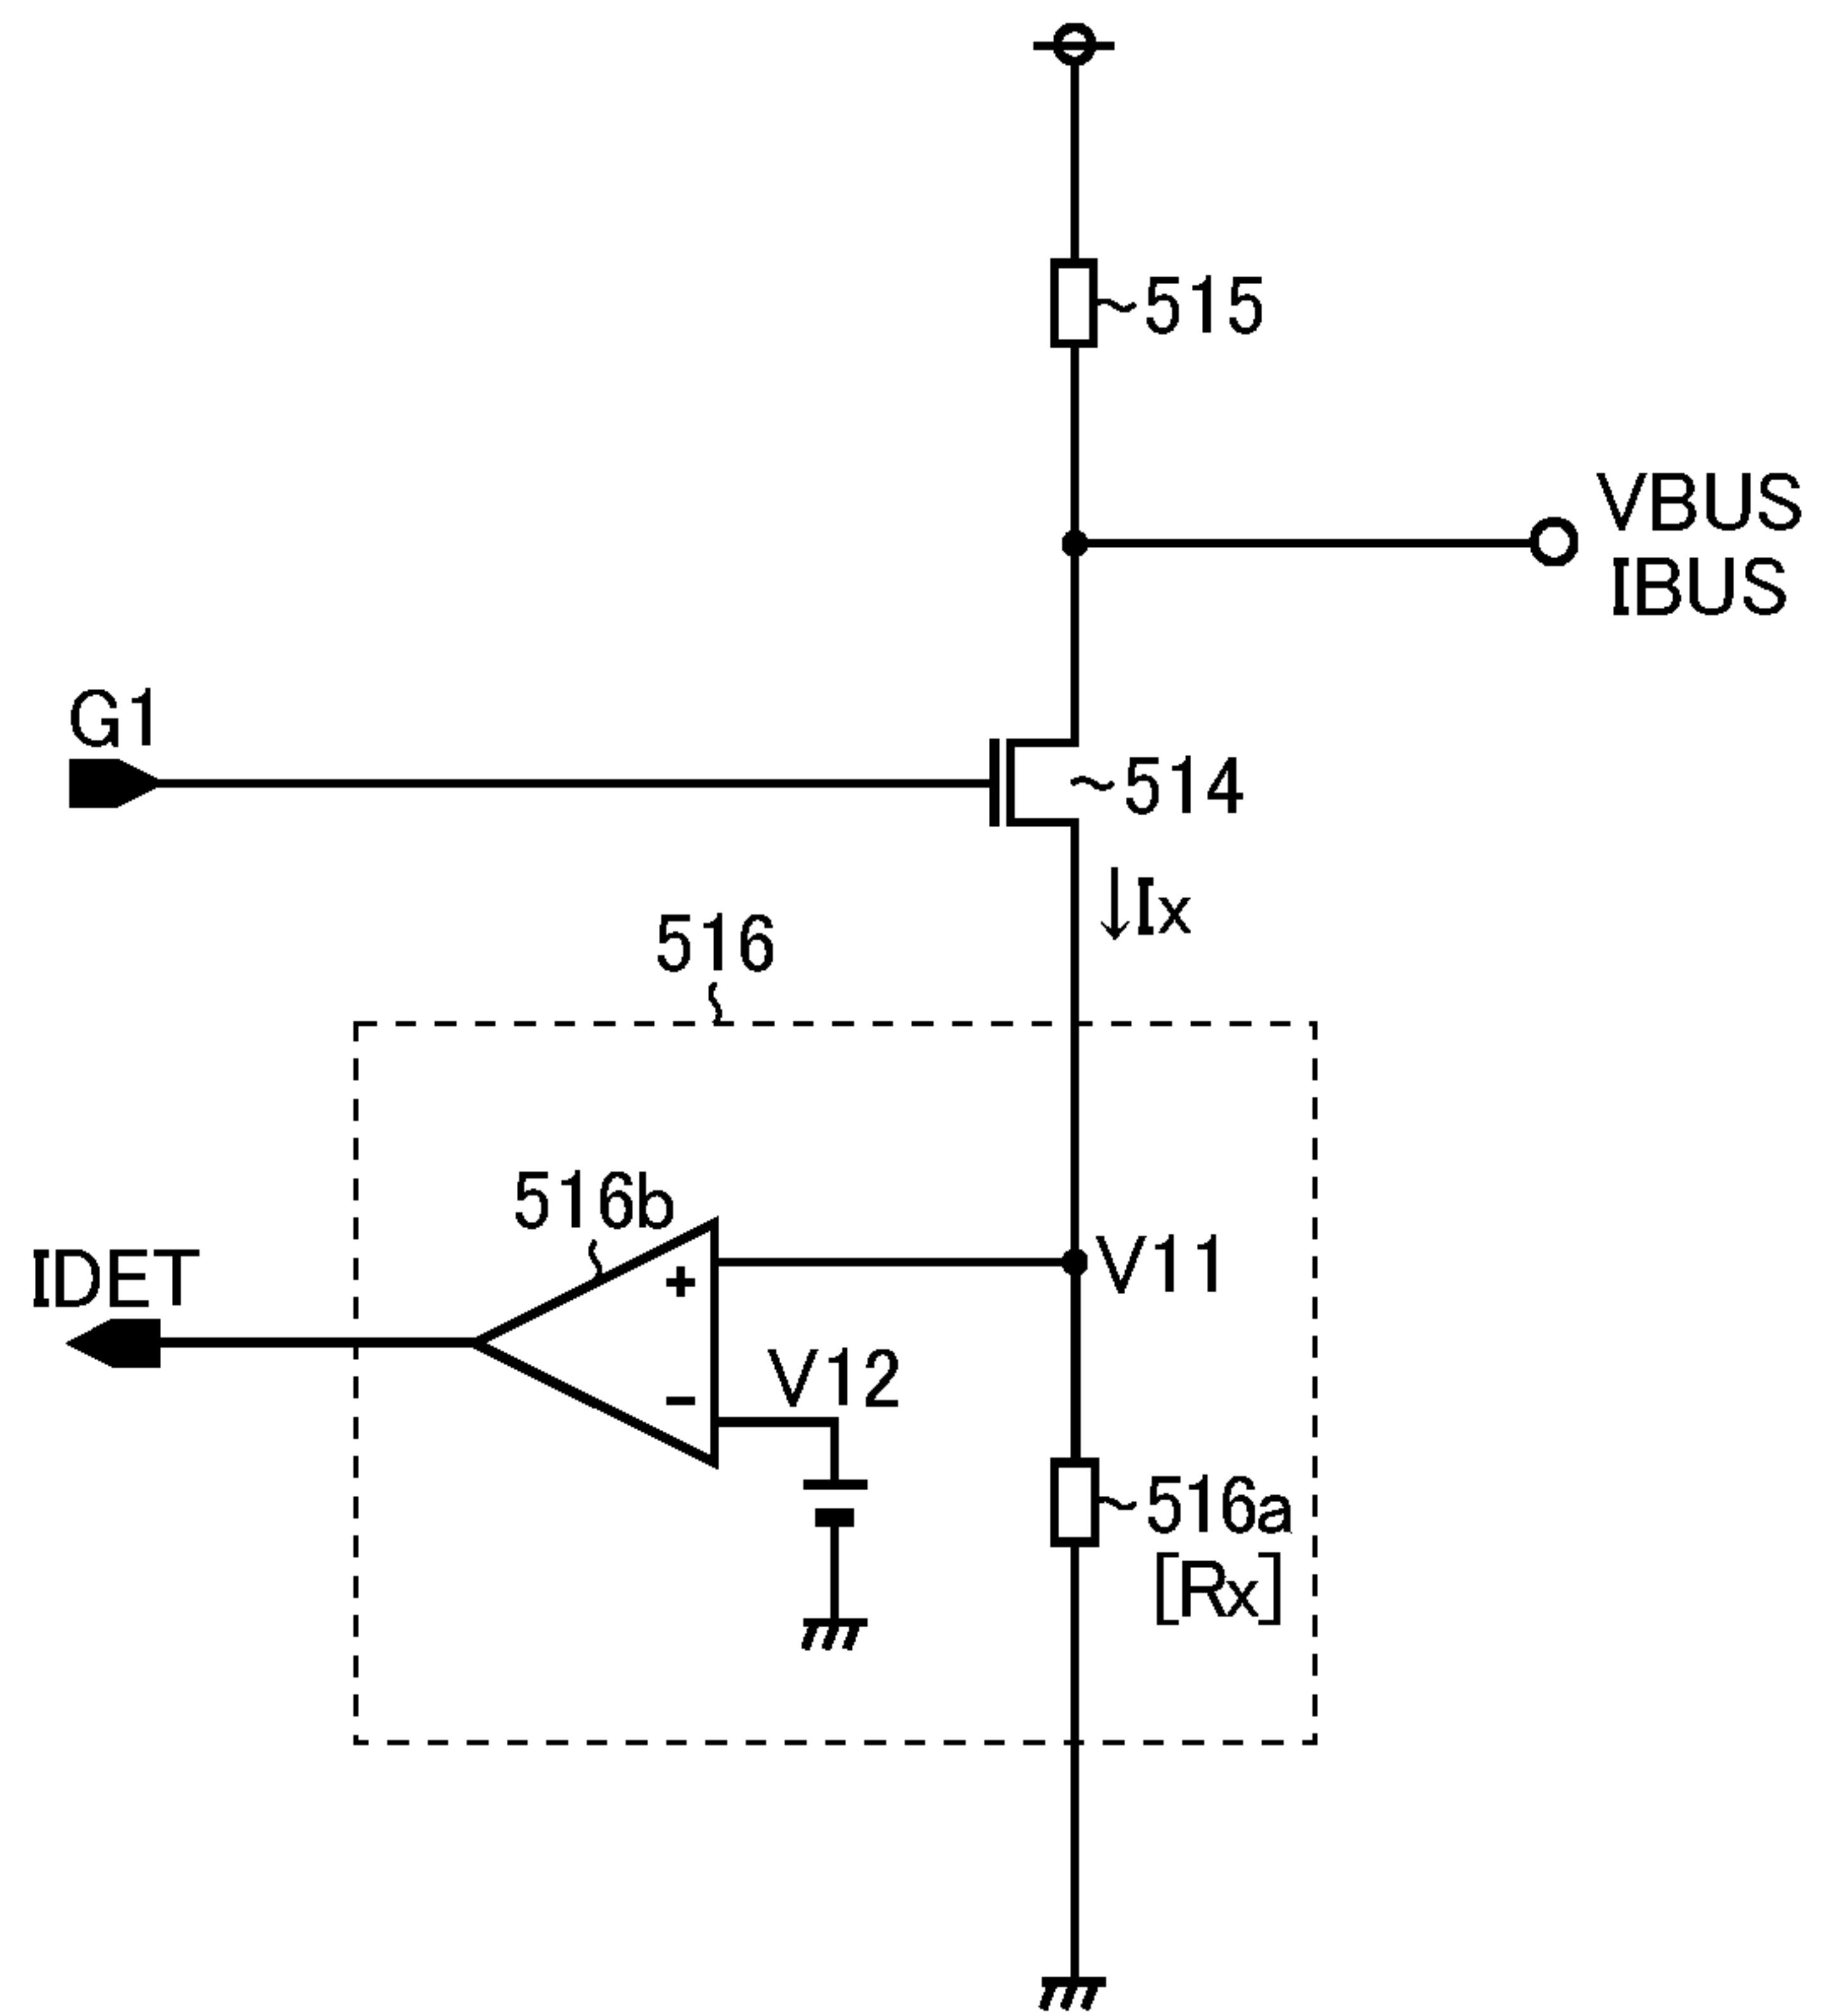 515
VBUS
IBUS
G1
514
Ix
516
516b
IDET
+
V11
V12
-
516a
[Rx]